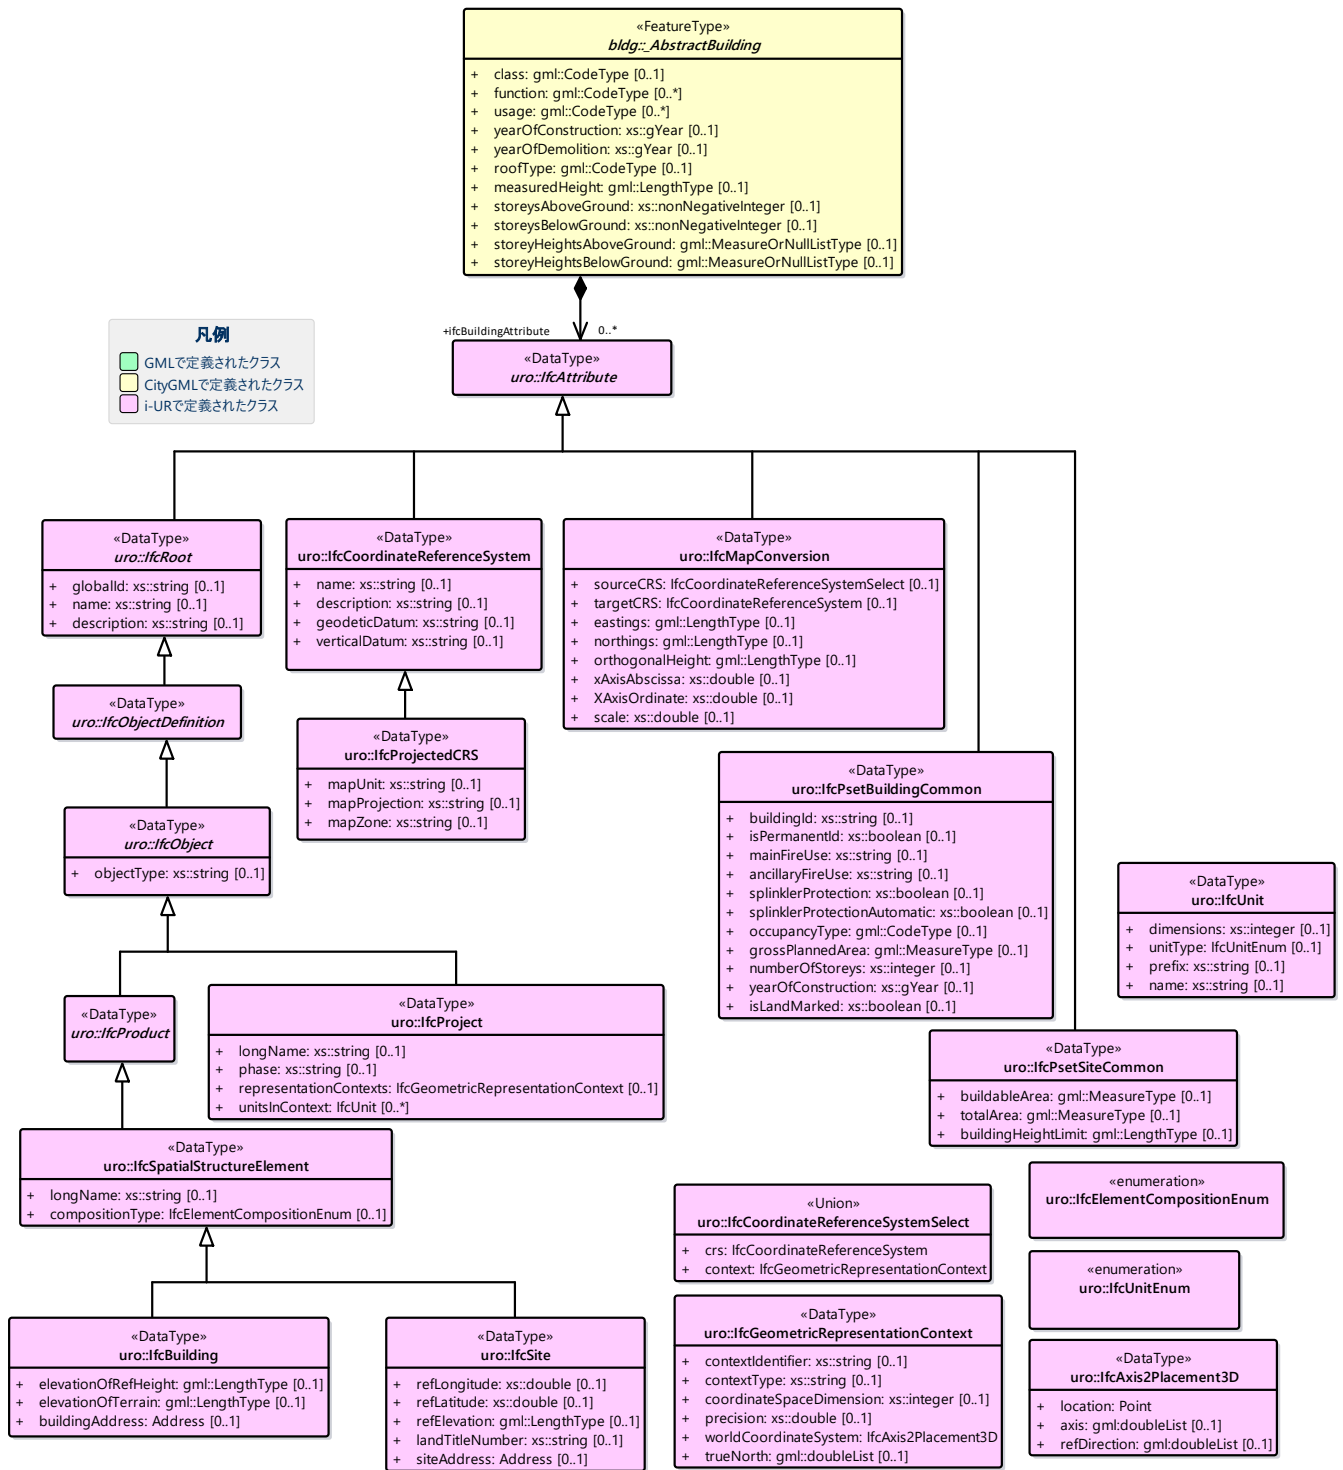 «FeatureType»
bldg::_AbstractBuilding
+ class: gml::CodeType [0..1]
+ function: gml::CodeType [0..*]
+ usage: gml::CodeType [0..*]
+ yearOfConstruction: xs::gYear [0..1]
+ yearOfDemolition: xs::gYear [0..1]
+ roofType: gml::CodeType [0..1]
+ measuredHeight: gml::LengthType [0..1]
+ storeysAboveGround: xs::nonNegativeInteger [0..1]
+ storeysBelowGround: xs::nonNegativeInteger [0..1]
+ storeyHeightsAboveGround: gml::MeasureOrNullListType [0..1]
+ storeyHeightsBelowGround: gml::MeasureOrNullListType [0..1]
+ifcBuildingAttribute 0..*
«DataType»
uro::IfcAttribute
凡例
GMLで定義されたクラス
CityGMLで定義されたクラス
i-URで定義されたクラス
«DataType»
uro::IfcRoot
+ globalId: xs::string [0..1]
+ name: xs::string [0..1]
+ description: xs::string [0..1]
«DataType»
uro::IfcCoordinateReferenceSystem
+ name: xs::string [0..1]
+ description: xs::string [0..1]
+ geodeticDatum: xs::string [0..1]
+ verticalDatum: xs::string [0..1]
«DataType»
uro::IfcMapConversion
+ sourceCRS: IfcCoordinateReferenceSystemSelect [0..1]
+ targetCRS: IfcCoordinateReferenceSystem [0..1]
+ eastings: gml::LengthType [0..1]
+ northings: gml::LengthType [0..1]
+ orthogonalHeight: gml::LengthType [0..1]
+ xAxisAbscissa: xs::double [0..1]
+ XAxisOrdinate: xs::double [0..1]
+ scale: xs::double [0..1]
«DataType»
uro::IfcObjectDefinition
«DataType»
uro::IfcProjectedCRS
+ mapUnit: xs::string [0..1]
+ mapProjection: xs::string [0..1]
+ mapZone: xs::string [0..1]
«DataType»
uro::IfcPsetBuildingCommon
+ buildingId: xs::string [0..1]
+ isPermanentId: xs::boolean [0..1]
+ mainFireUse: xs::string [0..1]
+ ancillaryFireUse: xs::string [0..1]
+ splinklerProtection: xs::boolean [0..1]
+ splinklerProtectionAutomatic: xs::boolean [0..1]
+ occupancyType: gml::CodeType [0..1]
+ grossPlannedArea: gml::MeasureType [0..1]
+ numberOfStoreys: xs::integer [0..1]
+ yearOfConstruction: xs::gYear [0..1]
+ isLandMarked: xs::boolean [0..1]
«DataType»
uro::IfcObject
+ objectType: xs::string [0..1]
«DataType»
uro::IfcUnit
+ dimensions: xs::integer [0..1]
+ unitType: IfcUnitEnum [0..1]
+ prefix: xs::string [0..1]
+ name: xs::string [0..1]
«DataType»
uro::IfcProduct
«DataType»
uro::IfcProject
+ longName: xs::string [0..1]
+ phase: xs::string [0..1]
+ representationContexts: IfcGeometricRepresentationContext [0..1]
+ unitsInContext: IfcUnit [0..*]
«DataType»
uro::IfcPsetSiteCommon
+ buildableArea: gml::MeasureType [0..1]
+ totalArea: gml::MeasureType [0..1]
+ buildingHeightLimit: gml::LengthType [0..1]
«DataType»
uro::IfcSpatialStructureElement
+ longName: xs::string [0..1]
+ compositionType: IfcElementCompositionEnum [0..1]
«Union»
uro::IfcCoordinateReferenceSystemSelect
+ crs: IfcCoordinateReferenceSystem
+ context: IfcGeometricRepresentationContext
«enumeration»
uro::IfcElementCompositionEnum
«enumeration»
uro::IfcUnitEnum
«DataType»
uro::IfcBuilding
+ elevationOfRefHeight: gml::LengthType [0..1]
+ elevationOfTerrain: gml::LengthType [0..1]
+ buildingAddress: Address [0..1]
«DataType»
uro::IfcSite
+ refLongitude: xs::double [0..1]
+ refLatitude: xs::double [0..1]
+ refElevation: gml::LengthType [0..1]
+ landTitleNumber: xs::string [0..1]
+ siteAddress: Address [0..1]
«DataType»
uro::IfcGeometricRepresentationContext
+ contextIdentifier: xs::string [0..1]
+ contextType: xs::string [0..1]
+ coordinateSpaceDimension: xs::integer [0..1]
+ precision: xs::double [0..1]
+ worldCoordinateSystem: IfcAxis2Placement3D
+ trueNorth: gml::doubleList [0..1]
«DataType»
uro::IfcAxis2Placement3D
+ location: Point
+ axis: gml:doubleList [0..1]
+ refDirection: gml:doubleList [0..1]